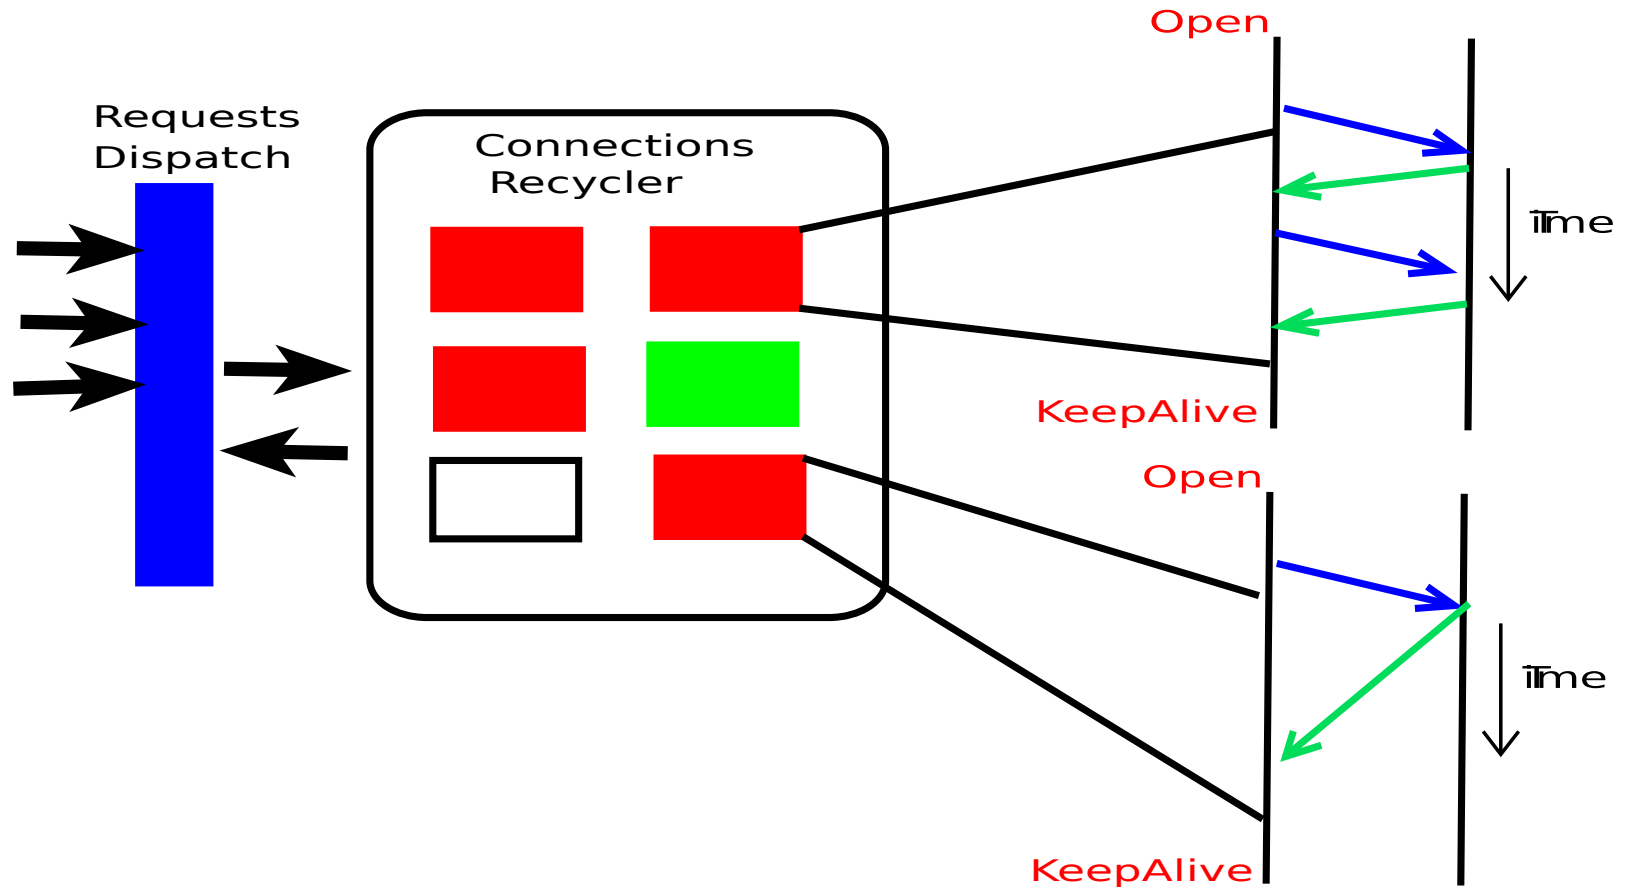 Requests
Dispatch
Connections
Recycler
Open
Time
KeepAlive
Open
Time
KeepAlive